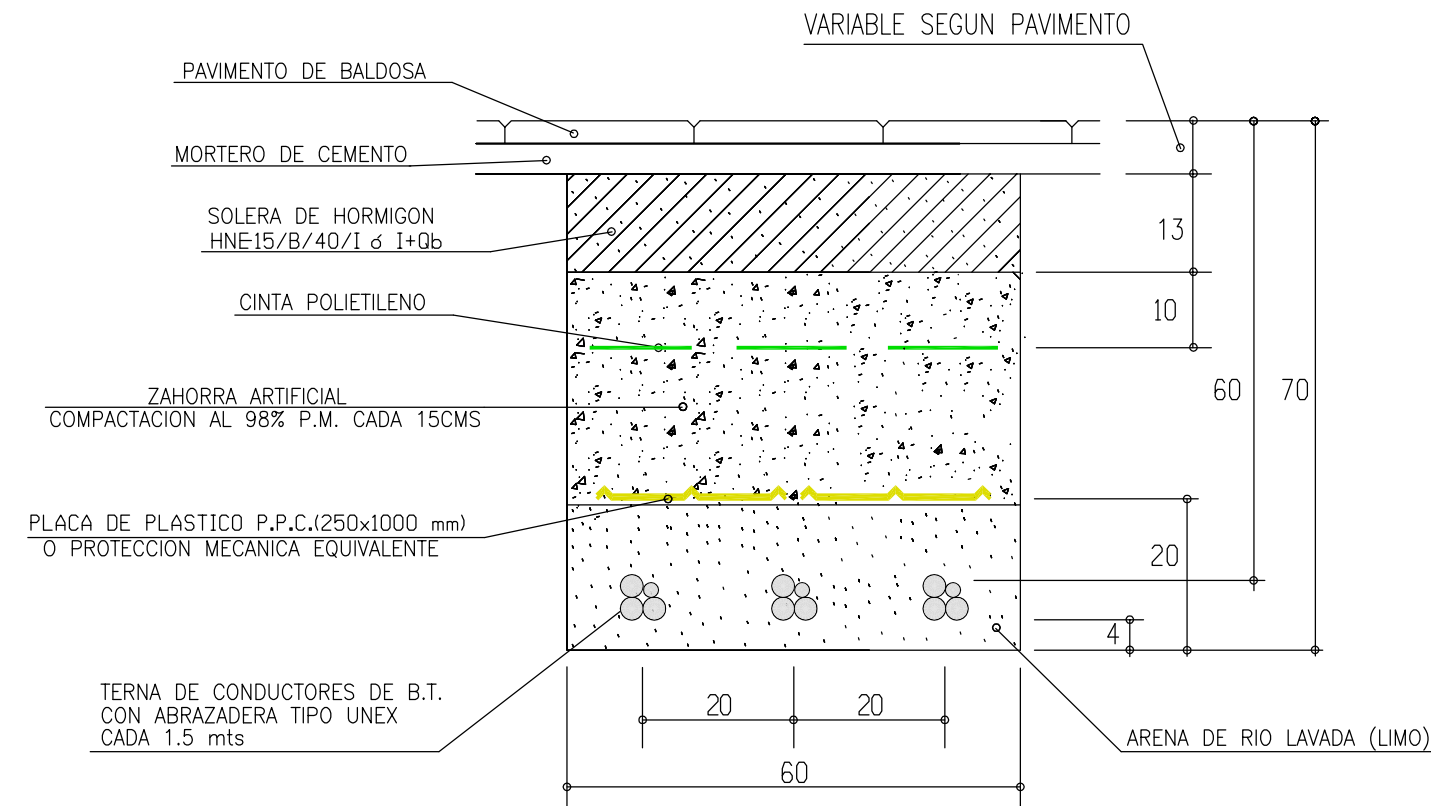 VARIABLE SEGUN PAVIMENTO
PAVIMENTO DE BALDOSA
MORTERO DE CEMENTO
SOLERA DE HORMIGON
HNE-15/B/40/I ó I+Qb
CINTA POLIETILENO
ZAHORRA ARTIFICIAL
COMPACTACION AL 98% P.M. CADA 15CMS
PLACA DE PLASTICO P.P.C.(250x1000 mm)
O PROTECCION MECANICA EQUIVALENTE
TERNA DE CONDUCTORES DE B.T.
CON ABRAZADERA TIPO UNEX
CADA 1.5 mts
13
10
60
70
20
4
20
20
60
ARENA DE RIO LAVADA (LIMO)